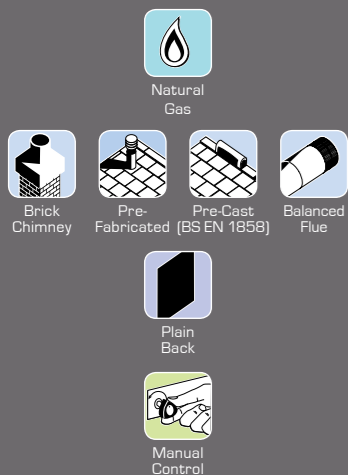 Natural
Gas
Brick
Chimney
Pre-
Fabricated
Pre-Cast
(BS EN 1858)
Balanced
Flue
Plain
Back
Manual
Control